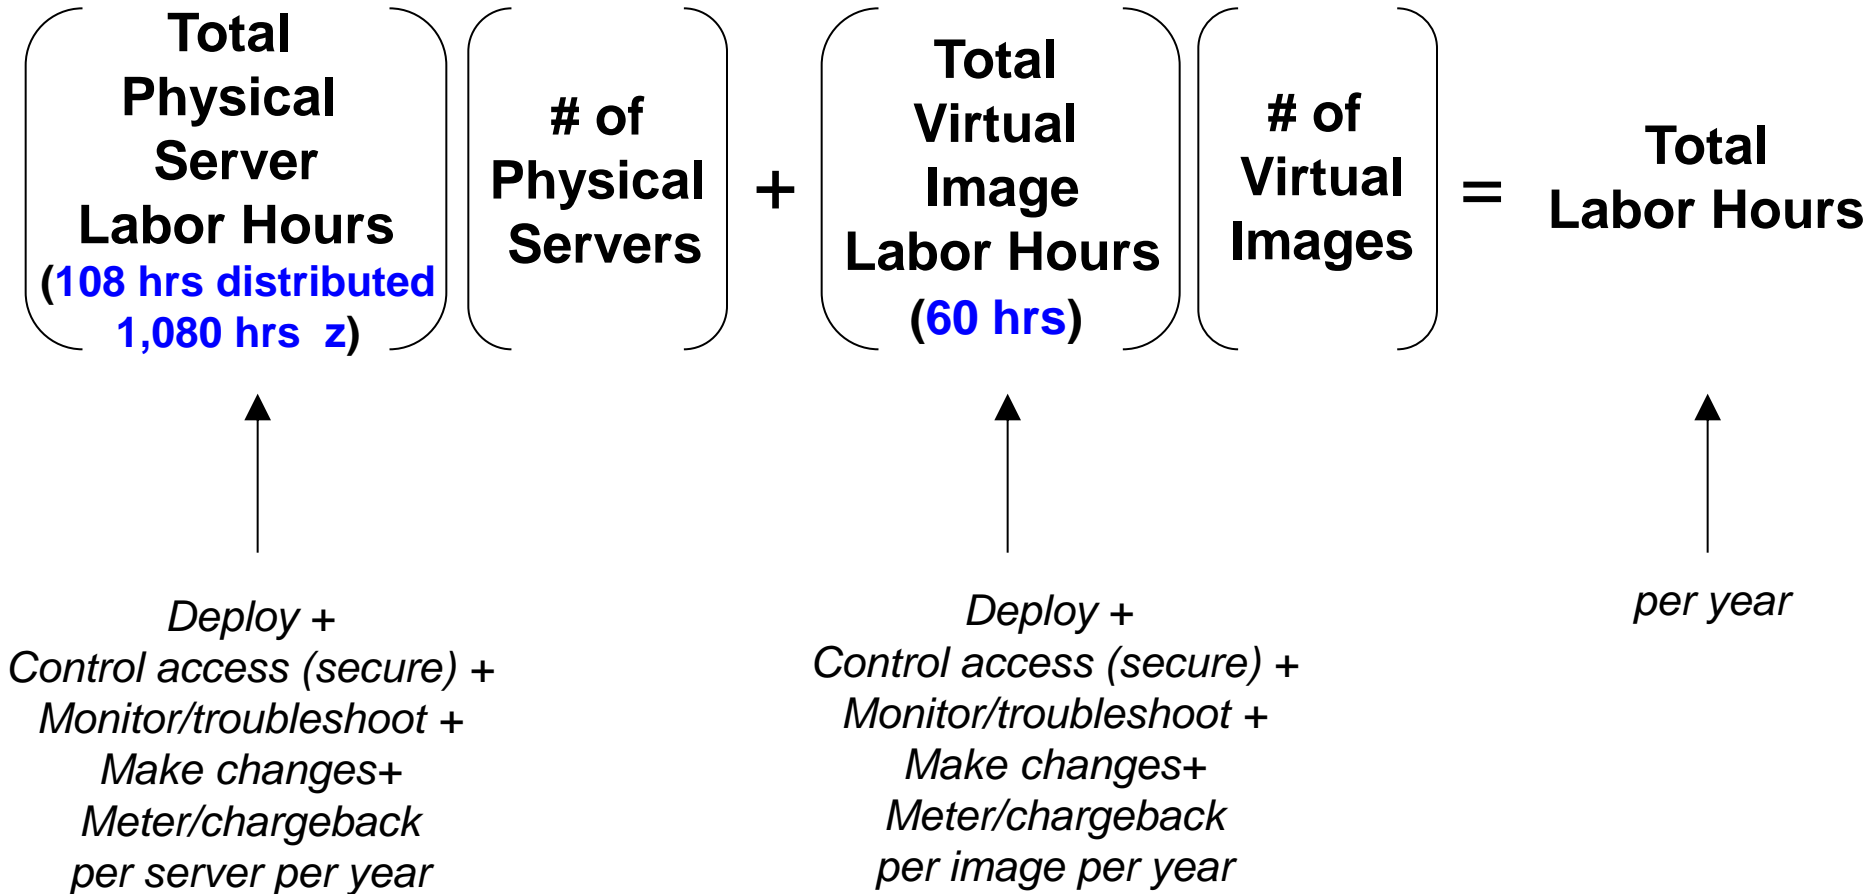 Total
Physical
Server
Labor Hours
(108 hrs distributed
1,080 hrs z)
# of
Physical
Servers
+
Total
Virtual
Image
Labor Hours
(60 hrs)
# of
Virtual
Images
=
Total
Labor Hours
Deploy +
Control access (secure) +
Monitor/troubleshoot +
Make changes+
Meter/chargeback
per server per year
Deploy +
Control access (secure) +
Monitor/troubleshoot +
Make changes+
Meter/chargeback
per image per year
per year